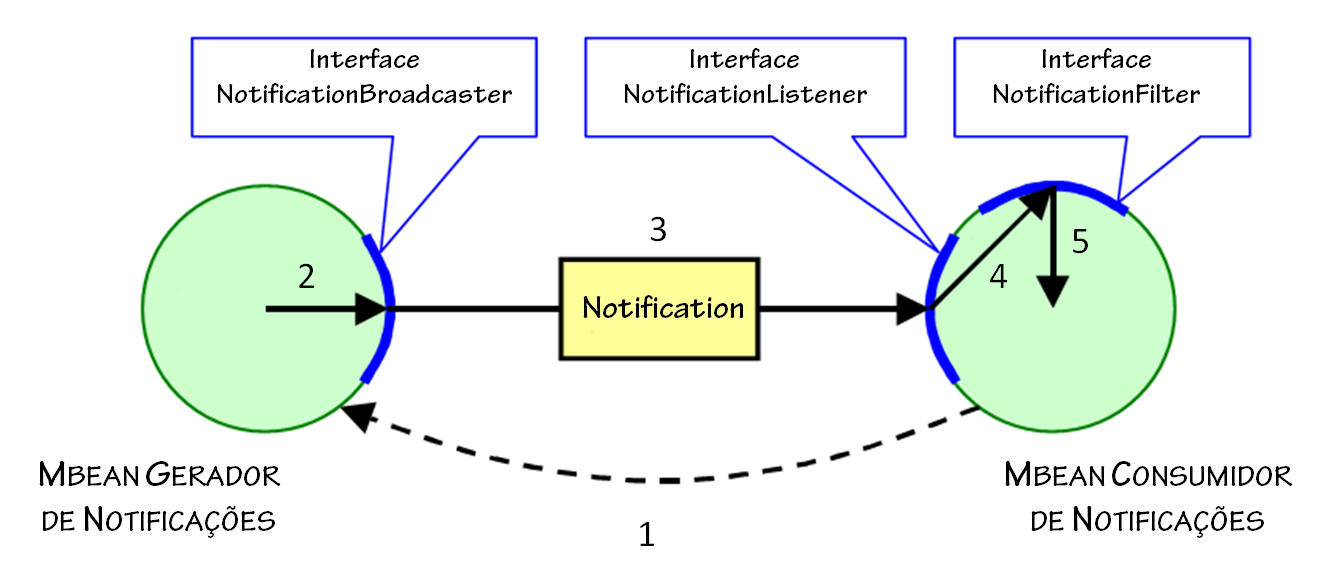 Interface
NotificationBroadcaster
Interface
NotificationListener
Interface
NotificationFilter
3
2
Notification
4
5
MBEAN GERADOR
DE NOTIFICAÇÕES
MBEAN CONSUMIDOR
DE NOTIFICAÇÕES
1